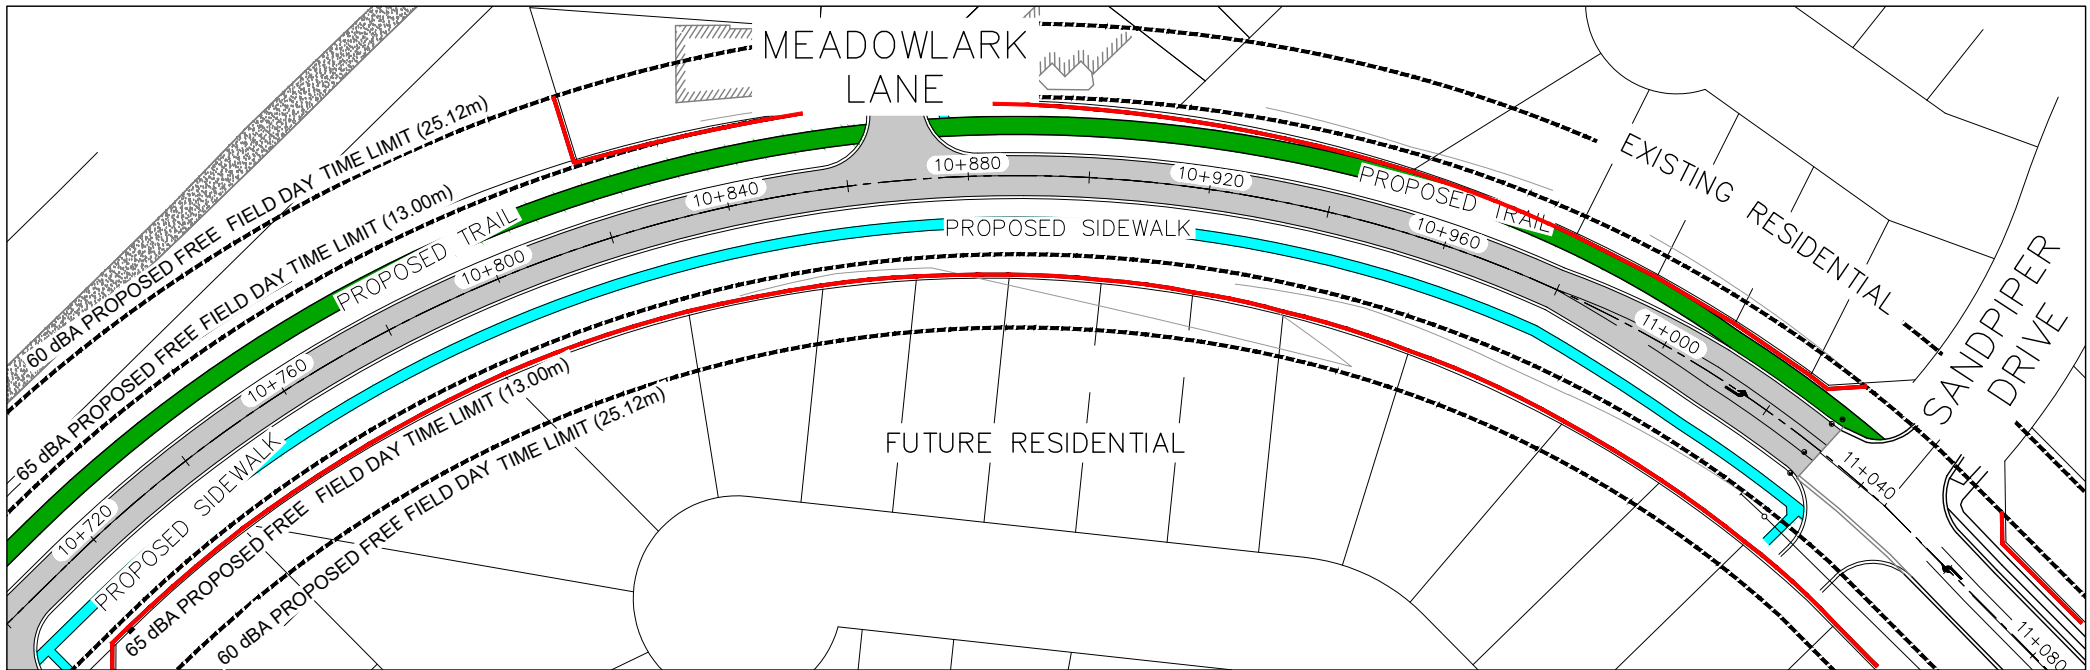 MEADOWLARK
LANE
60 dBA PROPOSED FREE FIELD DAY TIME LIMIT (25.12m)
65 dBA PROPOSED FREE FIELD DAY TIME LIMIT (13.00m)
PROPOSED TRAIL
PROPOSED TRAIL
EXISTING RESIDENTIAL
SANDPIPER
DRIVE
10+720
10+760
10+800
10+840
10+880
10+920
10+960
11+000
11+040
11+080
PROPOSED SIDEWALK
PROPOSED SIDEWALK
65 dBA PROPOSED FREE FIELD DAY TIME LIMIT (13.00m)
60 dBA PROPOSED FREE FIELD DAY TIME LIMIT (25.12m)
FUTURE RESIDENTIAL